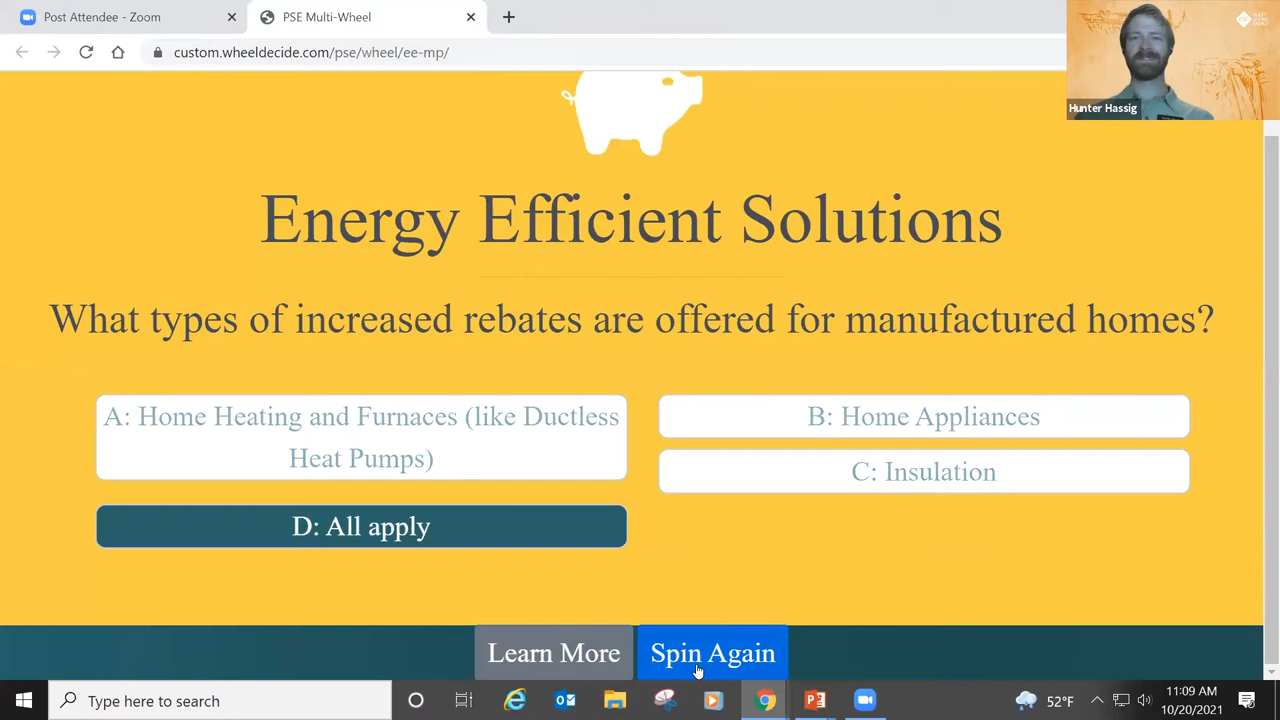 Post Attendee - Zoom
PSE Multi-Wheel
custom.wheeldecide.com/pse/wheel/ee-mp/
Hunter Hassig
Energy Efficient Solutions
What types of increased rebates are offered for manufactured homes?
A: Home Heating and Furnaces (like Ductless
Heat Pumps)
B: Home Appliances
C: Insulation
D: All apply
Learn More
Spin Again
Type here to search
52°F
11:09 AM
10/20/2021